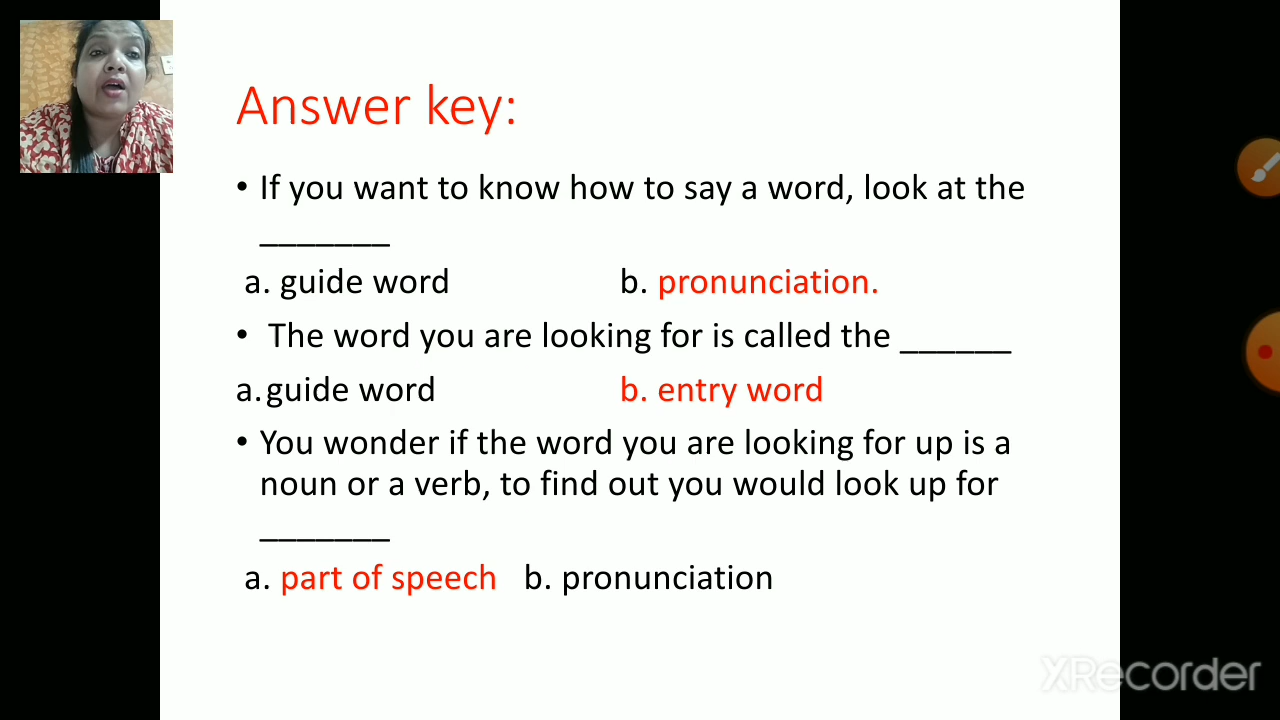 Answer key:
• If you want to know how to say a word, look at the
_______
a. guide word b. pronunciation.
• The word you are looking for is called the ______
a. guide word b. entry word
• You wonder if the word you are looking for up is a
noun or a verb, to find out you would look up for
_______
a. part of speech b. pronunciation
XRecorder